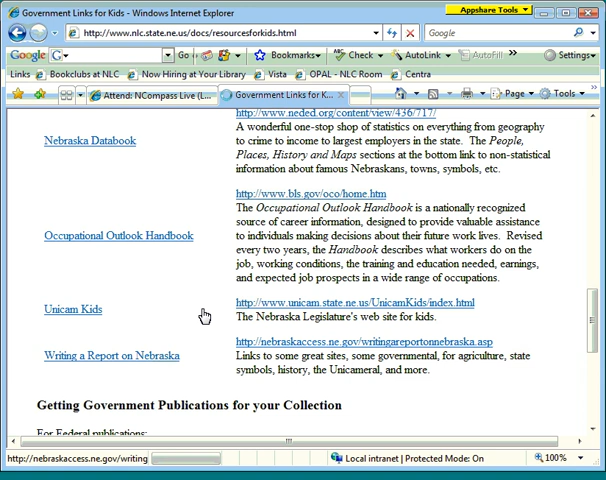 Government Links for Kids - Windows Internet Explorer
Appshare Tools
http://www.nlc.state.ne.us/docs/resourcesforkids.html
Google
Google
G
Go
Bookmarks
Check
AutoLink
AutoFill
Settings
Links
Bookclubs at NLC
Now Hiring at Your Library
Vista
OPAL - NLC Room
Centra
Attend: NCompass Live (L...
Government Links for K...
Page
Tools
http://www.neded.org/content/view/436/717/
Nebraska Databook
A wonderful one-stop shop of statistics on everything from geography
to crime to income to largest employers in the state. The People,
Places, History and Maps sections at the bottom link to non-statistical
information about famous Nebraskans, towns, symbols, etc.
http://www.bls.gov/oco/home.htm
Occupational Outlook Handbook
The Occupational Outlook Handbook is a nationally recognized
source of career information, designed to provide valuable assistance
to individuals making decisions about their future work lives. Revised
every two years, the Handbook describes what workers do on the
job, working conditions, the training and education needed, earnings,
and expected job prospects in a wide range of occupations.
Unicam Kids
http://www.unicam.state.ne.us/UnicamKids/index.html
The Nebraska Legislature's web site for kids.
Writing a Report on Nebraska
http://nebraskaccess.ne.gov/writingareportonnebraska.asp
Links to some great sites, some governmental, for agriculture, state
symbols, history, the Unicameral, and more.
Getting Government Publications for your Collection
For Federal publications:
http://nebraskaccess.ne.gov/writing
Local intranet | Protected Mode: On
100%